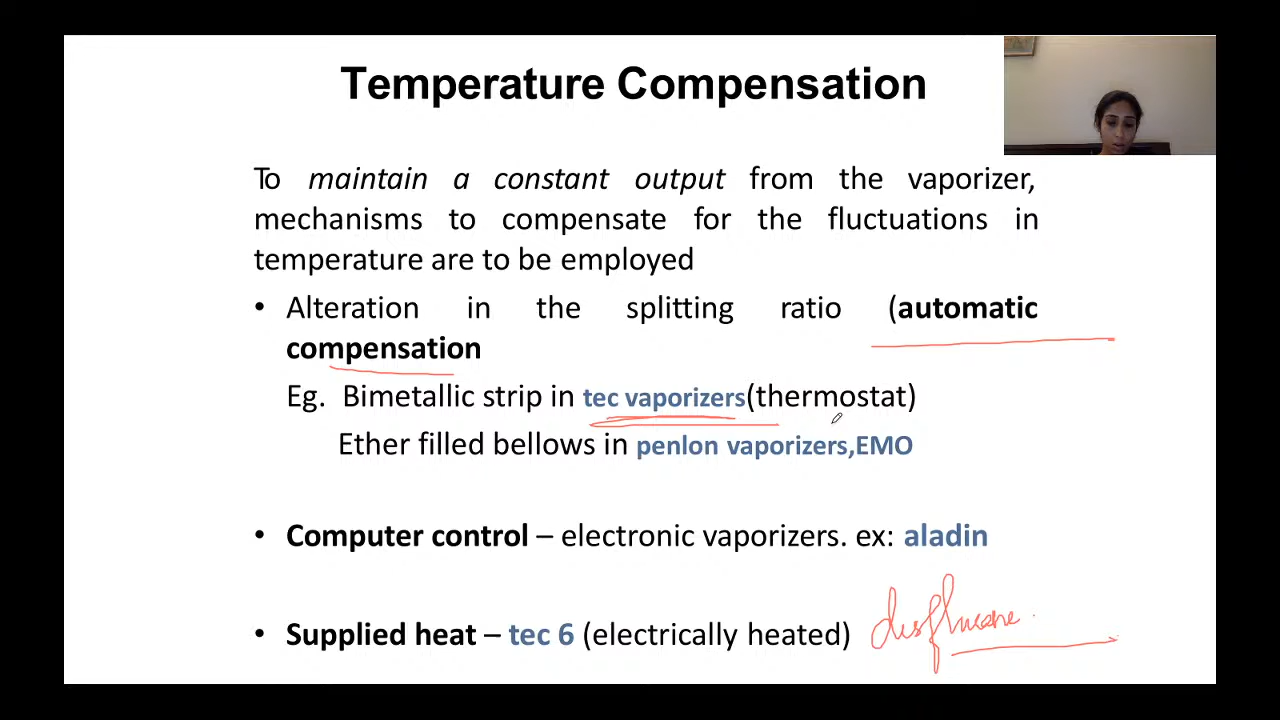 Temperature Compensation
To maintain a constant output from the vaporizer,
mechanisms to compensate for the fluctuations in
temperature are to be employed
• Alteration in the splitting ratio (automatic
compensation
Eg. Bimetallic strip in tec vaporizers(thermostat)
Ether filled bellows in penlon vaporizers,EMO
• Computer control – electronic vaporizers. ex: aladin
• Supplied heat – tec 6 (electrically heated)